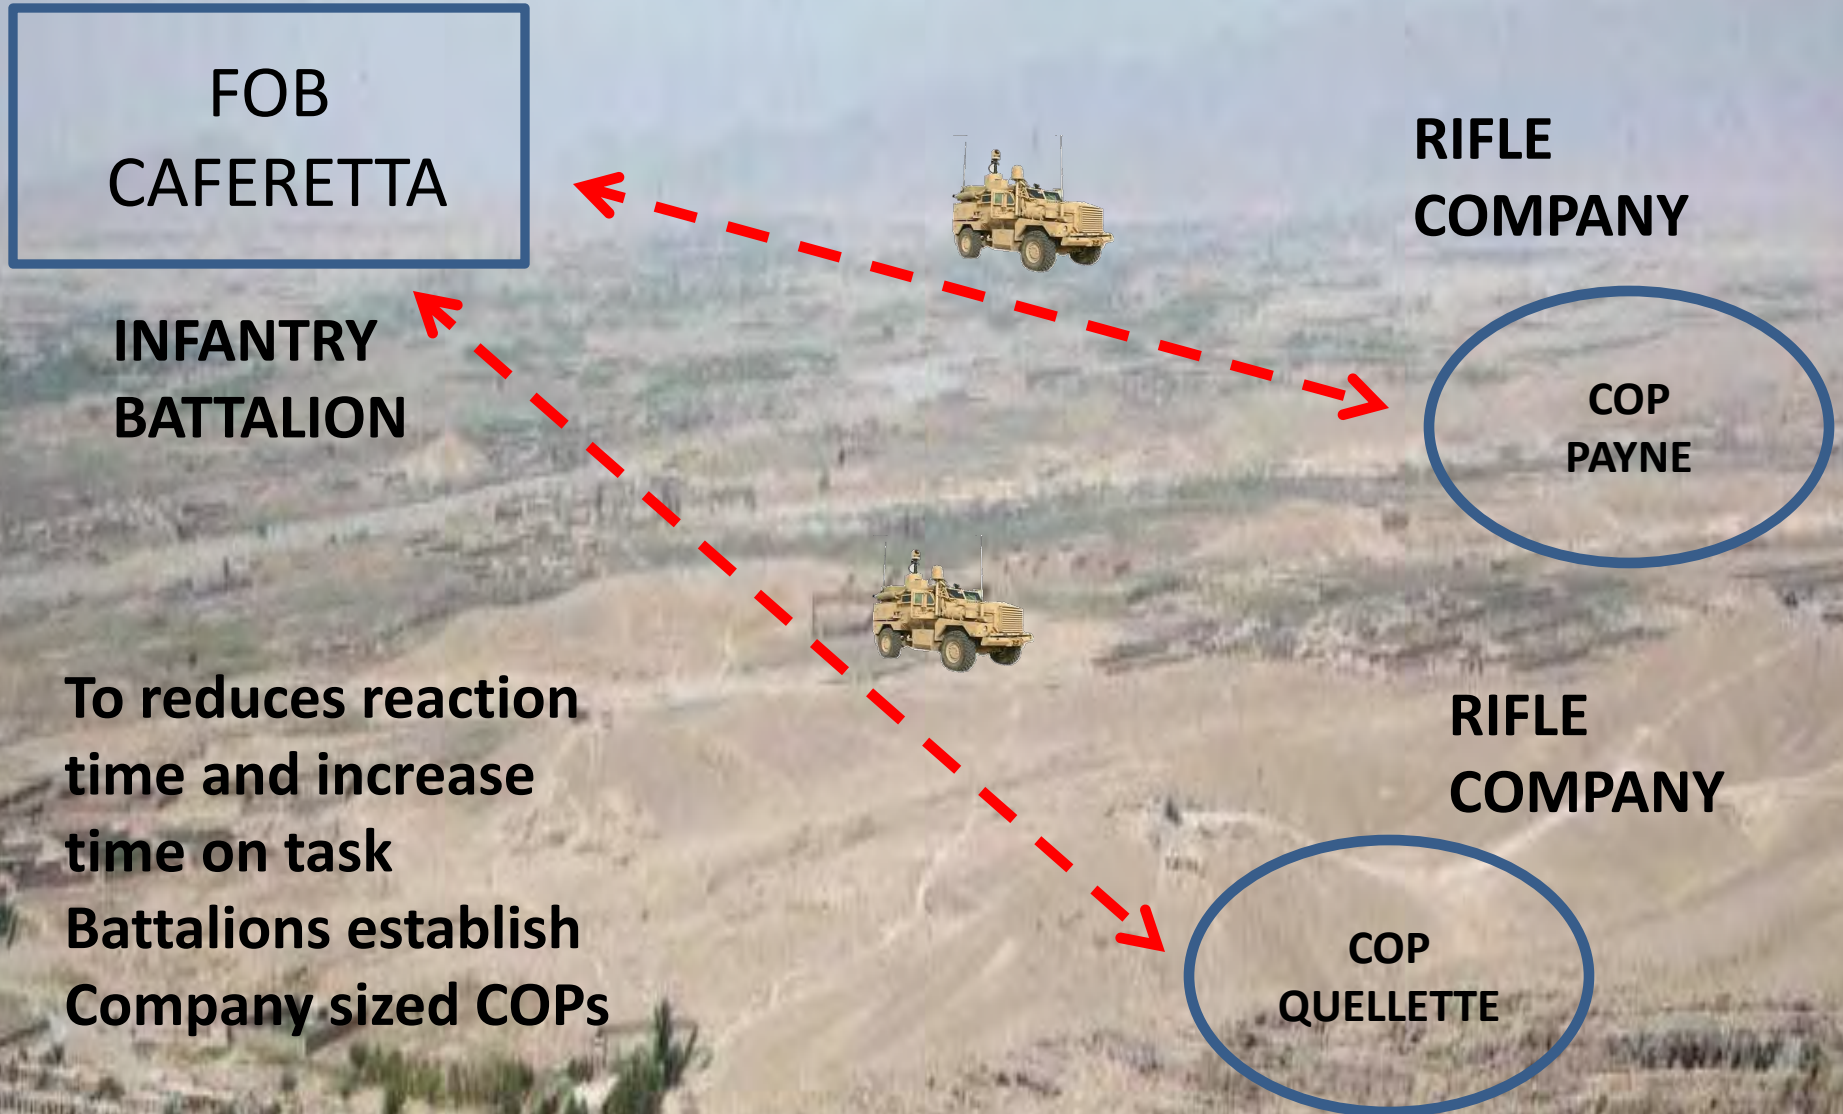 FOB
CAFERETTA
INFANTRY
BATTALION
RIFLE
COMPANY
COP
PAYNE
To reduces reaction
time and increase
time on task
Battalions establish
Company sized COPs
RIFLE
COMPANY
COP
QUELLETTE